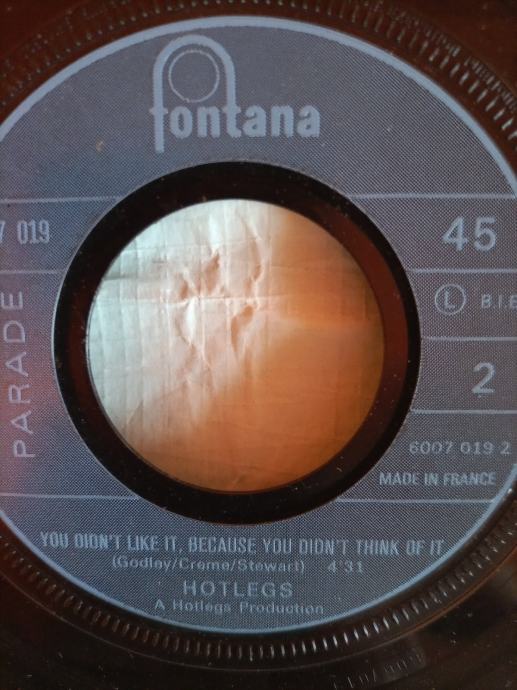 fontana
7 019
45
L B.I.E
PARADE
2
6007 019 2
MADE IN FRANCE
YOU DIDN'T LIKE IT, BECAUSE YOU DIDN'T THINK OF IT
(Godley/Creme/Stewart) 4'31
HOTLEGS
A Hotlegs Production